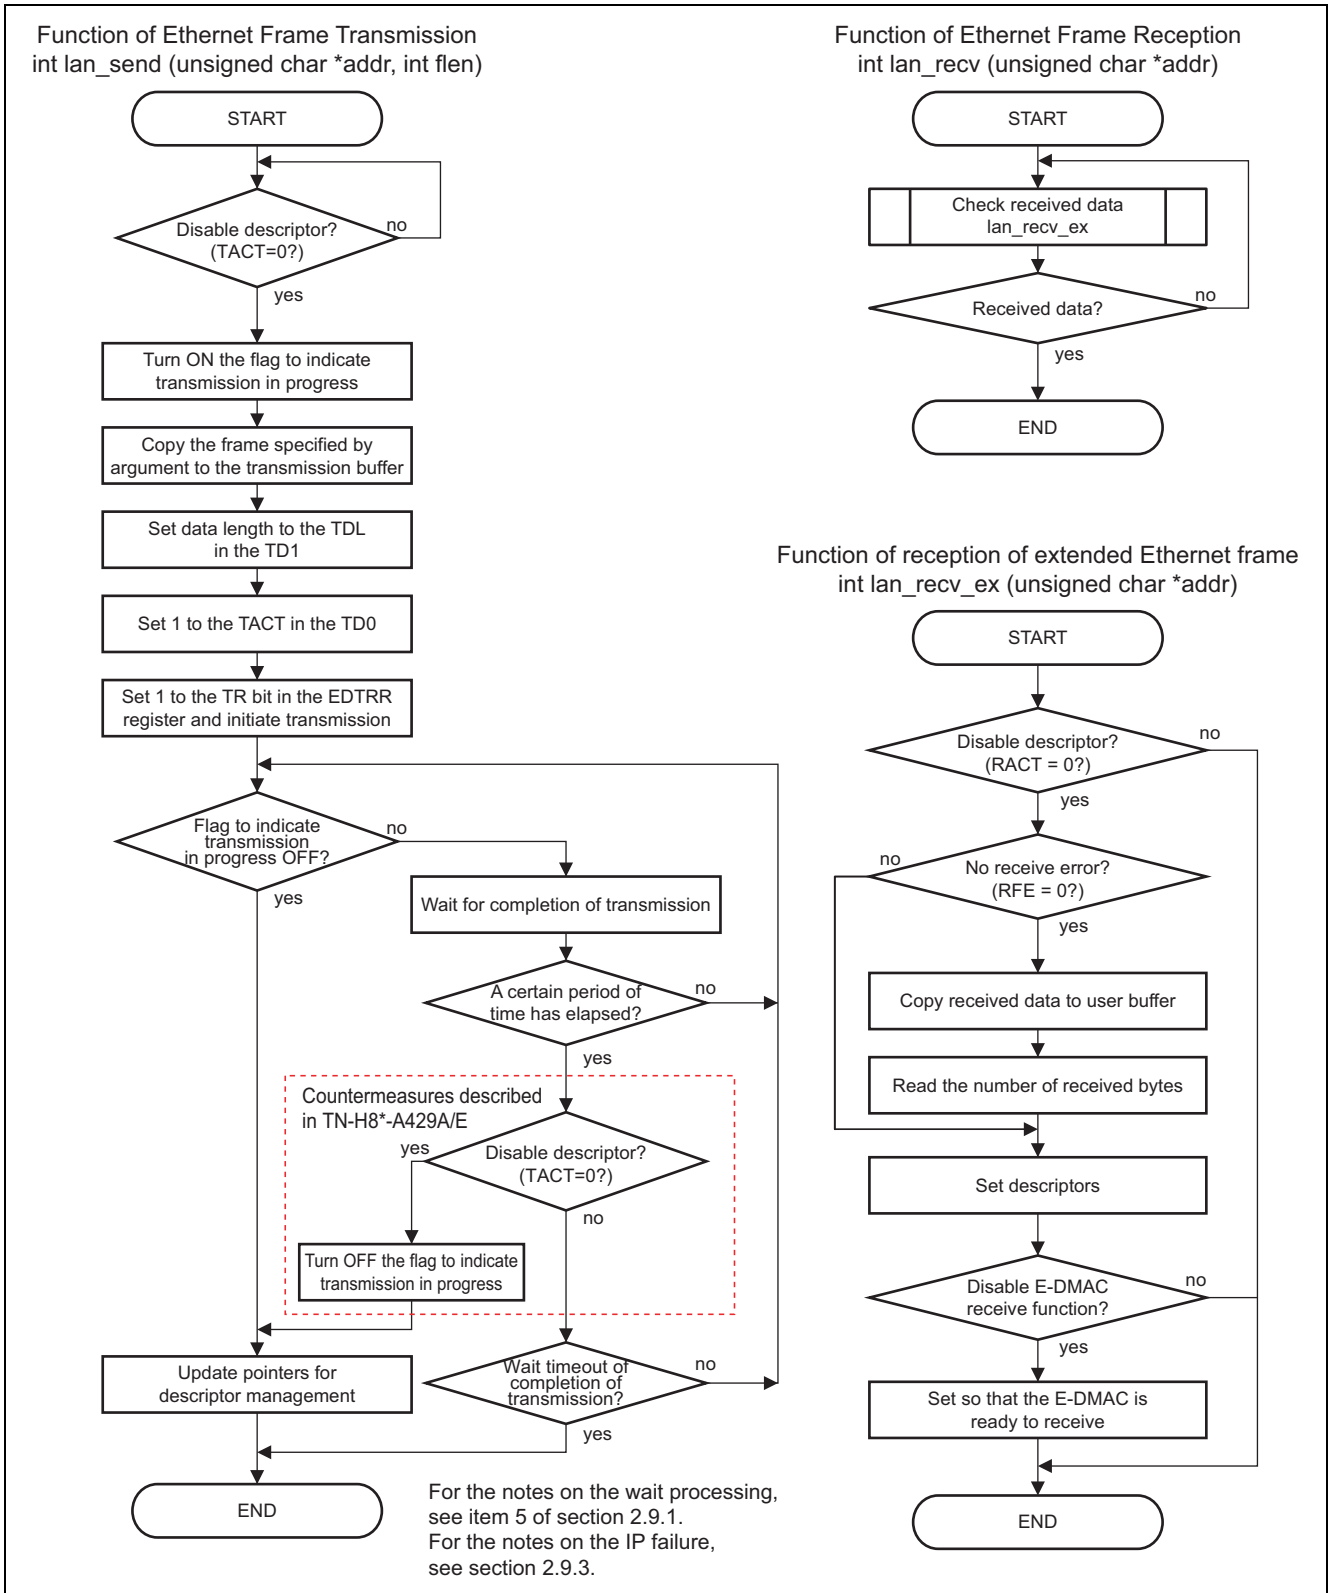 Function of Ethernet Frame Transmission
int lan_send (unsigned char *addr, int flen)
START
Disable descriptor?
(TACT=0?)
no
yes
Turn ON the flag to indicate
transmission in progress
Copy the frame specified by
argument to the transmission buffer
Set data length to the TDL
in the TD1
Set 1 to the TACT in the TD0
Set 1 to the TR bit in the EDTRR
register and initiate transmission
Flag to indicate
transmission
in progress OFF?
no
yes
Wait for completion of transmission
A certain period of
time has elapsed?
no
yes
Countermeasures described
in TN-H8*-A429A/E
yes
Disable descriptor?
(TACT=0?)
no
Turn OFF the flag to indicate
transmission in progress
Update pointers for
descriptor management
Wait timeout of
completion of
transmission?
no
yes
END
For the notes on the wait processing,
see item 5 of section 2.9.1.
For the notes on the IP failure,
see section 2.9.3.
Function of Ethernet Frame Reception
int lan_recv (unsigned char *addr)
START
Check received data
lan_recv_ex
Received data?
no
yes
END
Function of reception of extended Ethernet frame
int lan_recv_ex (unsigned char *addr)
START
Disable descriptor?
(RACT = 0?)
no
yes
No receive error?
(RFE = 0?)
no
yes
Copy received data to user buffer
Read the number of received bytes
Set descriptors
Disable E-DMAC
receive function?
no
yes
Set so that the E-DMAC is
ready to receive
END